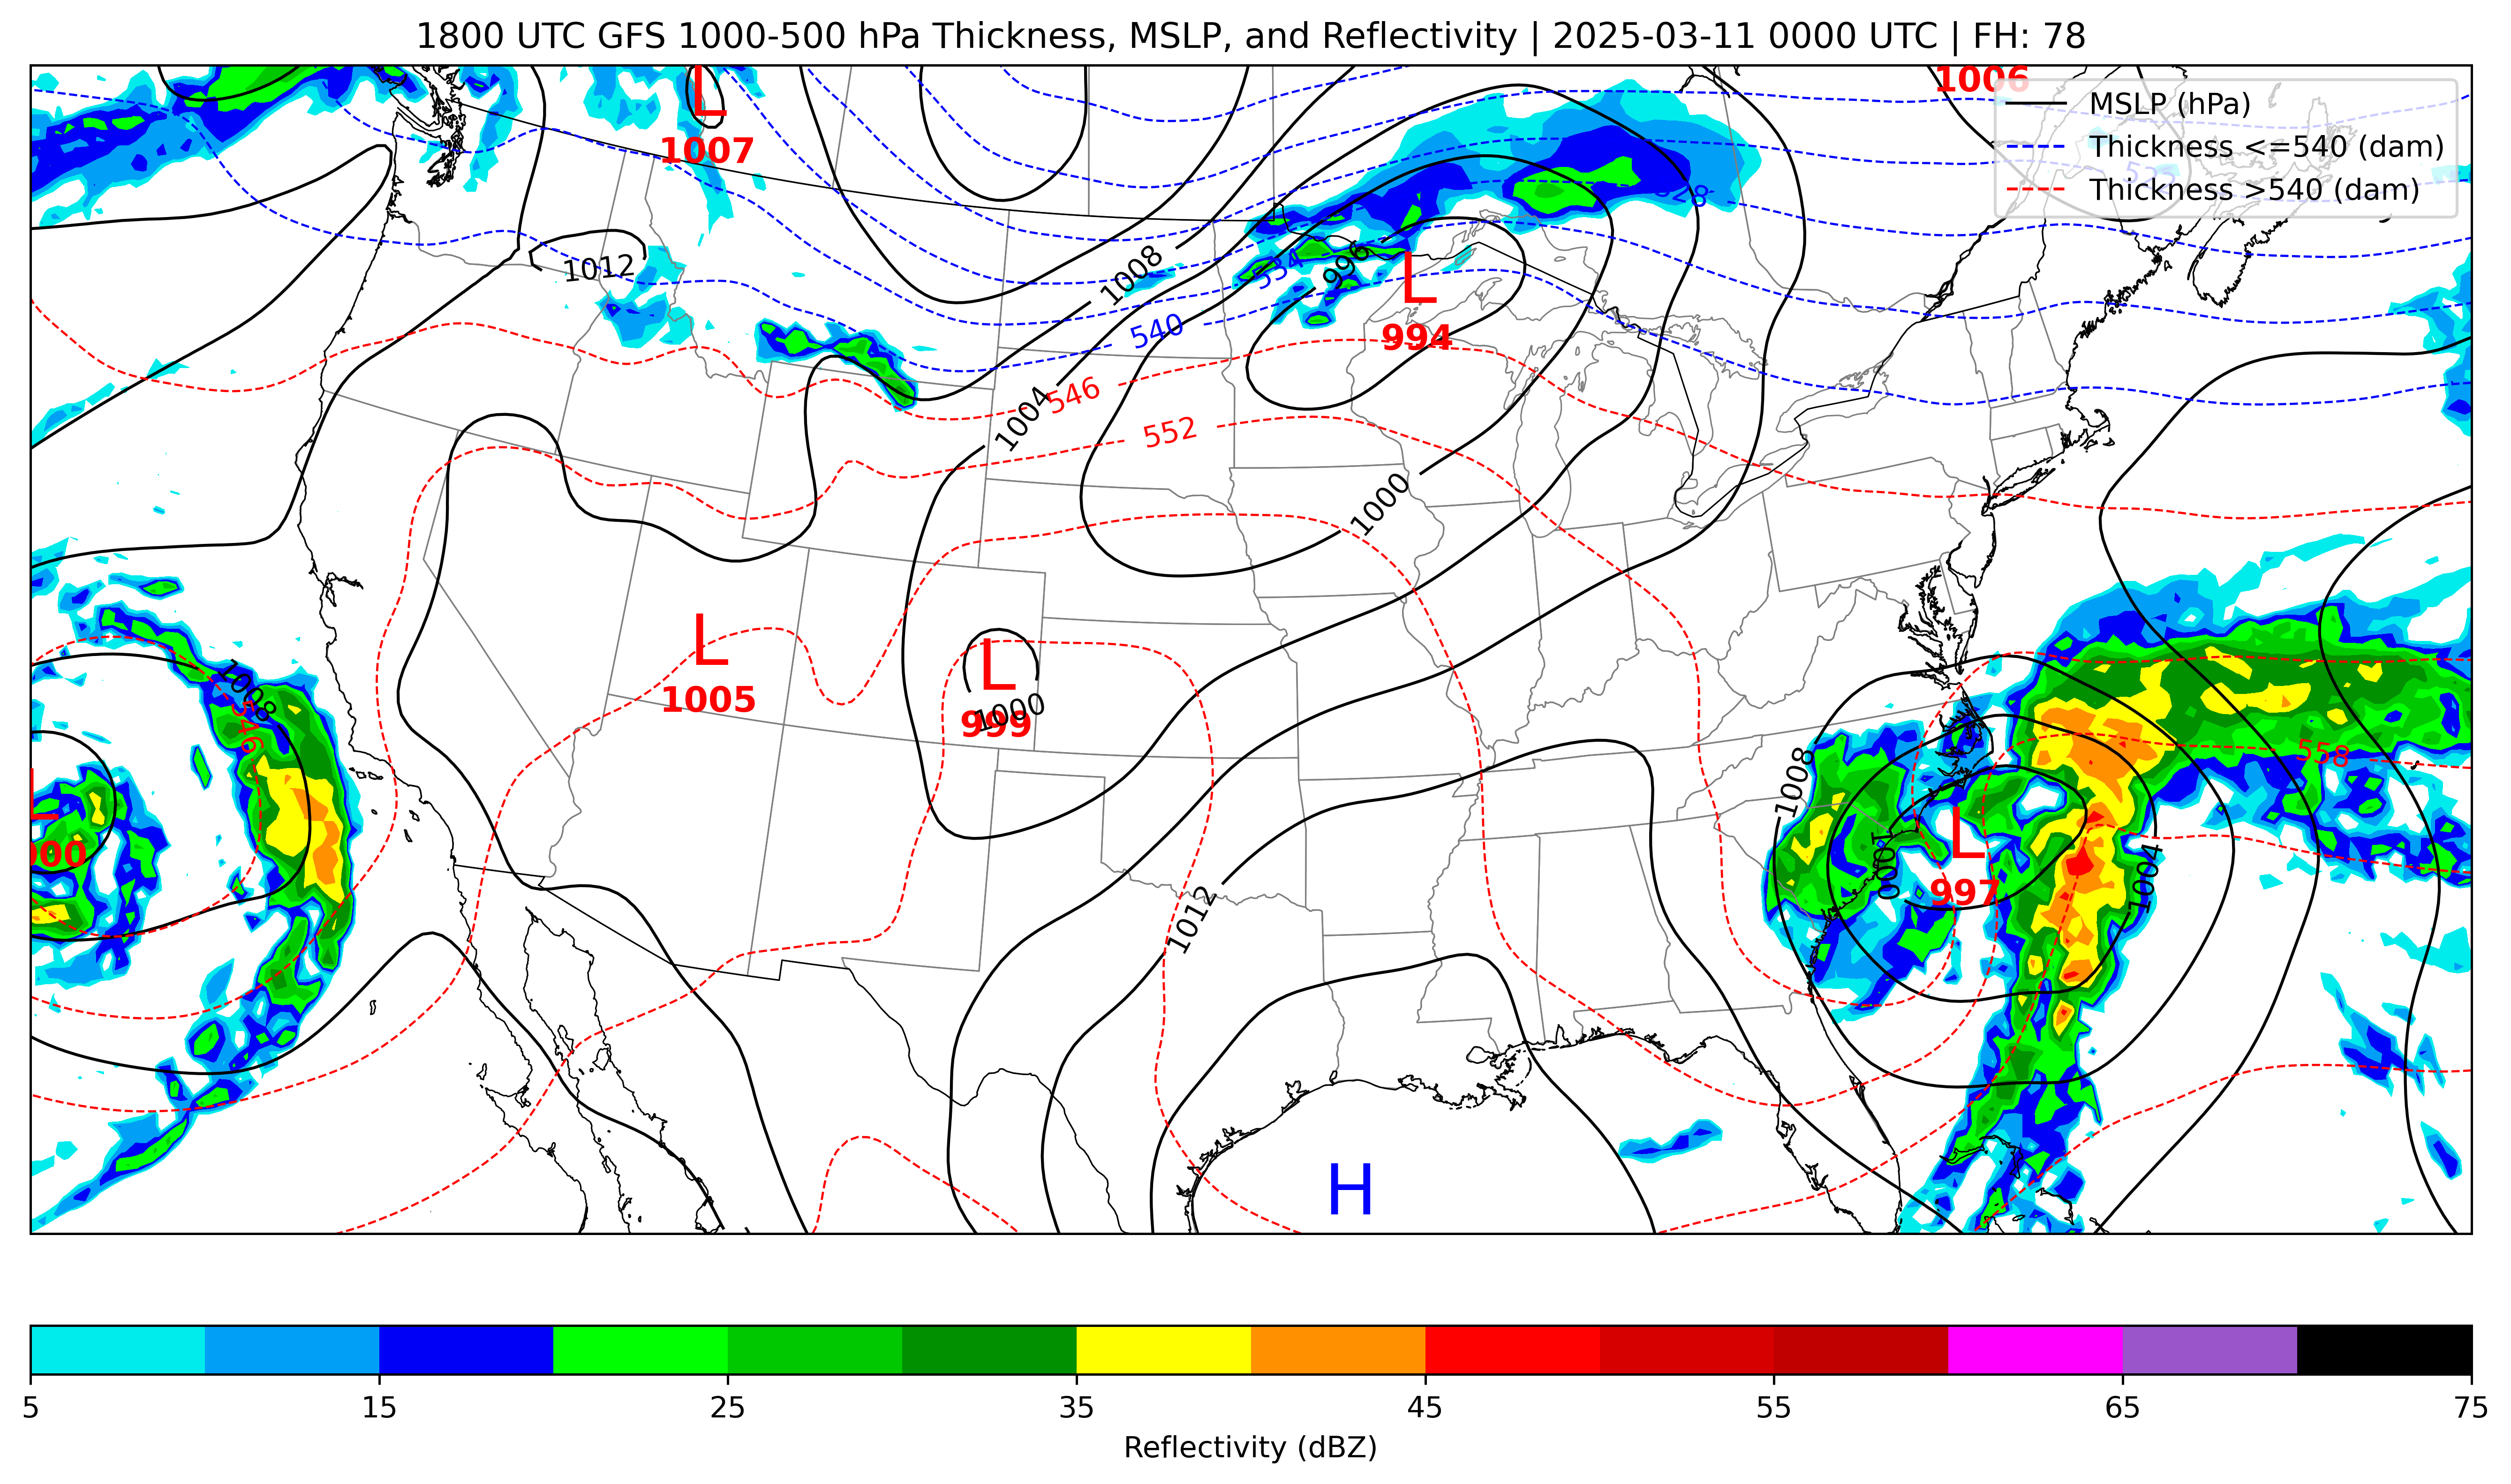 1800 UTC GFS 1000-500 hPa Thickness, MSLP, and Reflectivity | 2025-03-11 0000 UTC | FH: 78
1006
MSLP (hPa)
Thickness <=540 (dam)
Thickness >540 (dam)
L
1007
528
1012
1008
996
534
L
994
540
1004
546
552
1000
L
1005
L
999
1000
1008
546
L
000
558
1008
L
997
1000
1004
1012
H
5 15 25 35 45 55 65 75
Reflectivity (dBZ)